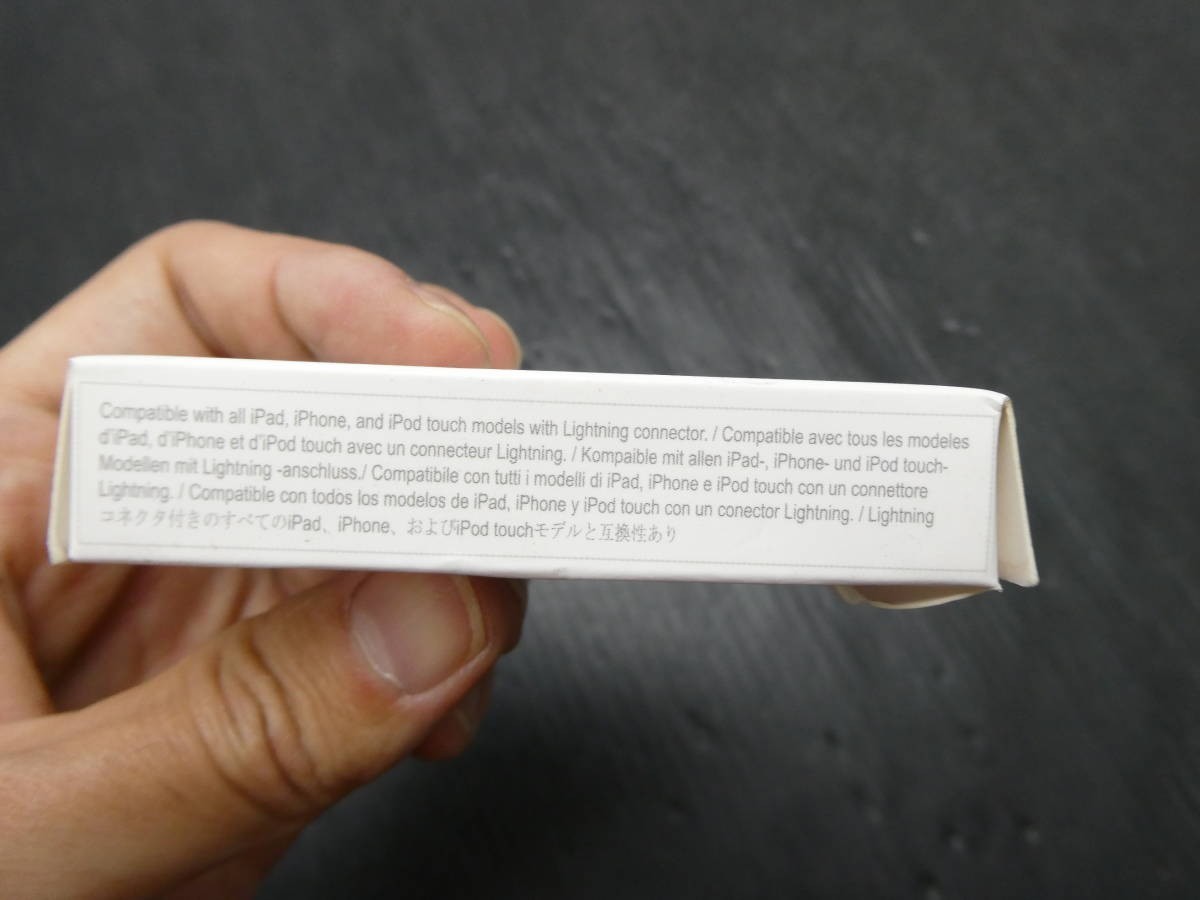 Compatible with all iPad, iPhone, and iPod touch models with Lightning connector. / Compatible avec tous les modeles
d'iPad, d'iPhone et d'iPod touch avec un connecteur Lightning. / Kompaible mit allen iPad-, iPhone- und iPod touch-
Modellen mit Lightning -anschluss./ Compatibile con tutti i modelli di iPad, iPhone e iPod touch con un connettore
Lightning. / Compatible con todos los modelos de iPad, iPhone y iPod touch con un conector Lightning. / Lightning
コネクタ付きのすべてのiPad、iPhone、およびiPod touchモデルと互換性あり